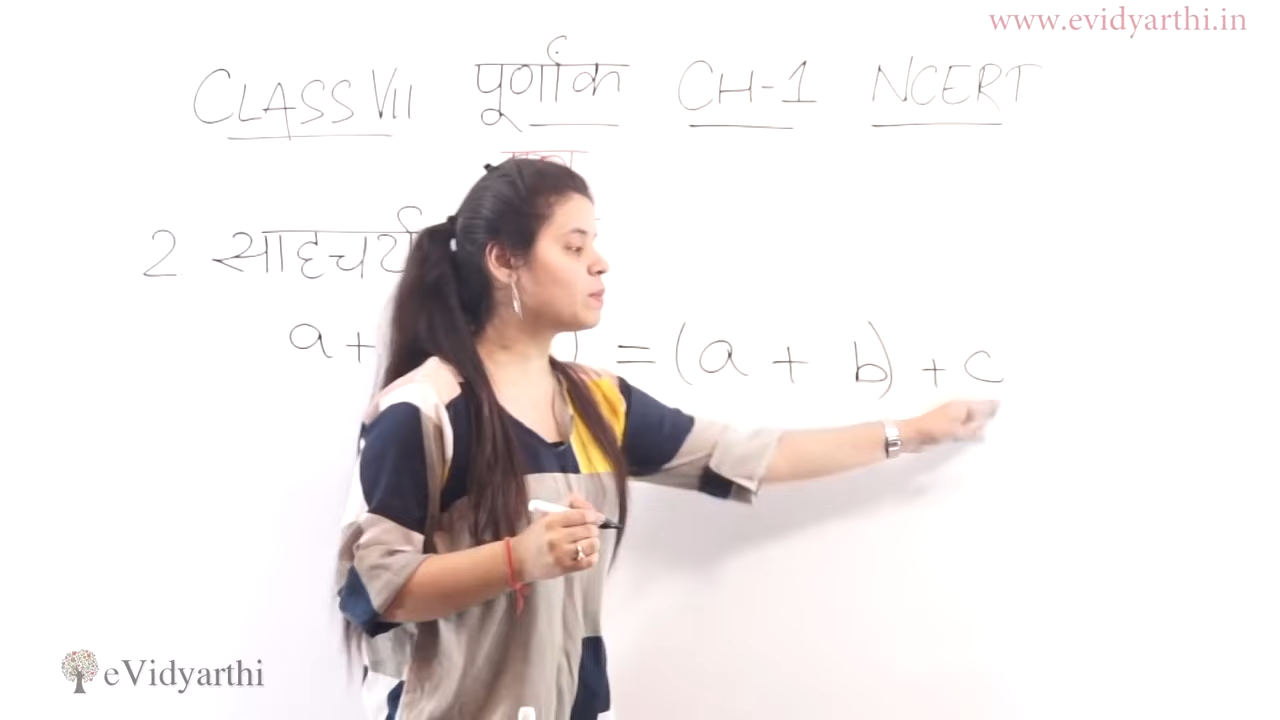 www.evidyarthi.in
CLASS VII पूर्णांक CH-1 NCERT
2 साहचर्य
a + ) = (a + b) + c
eVidyarthi